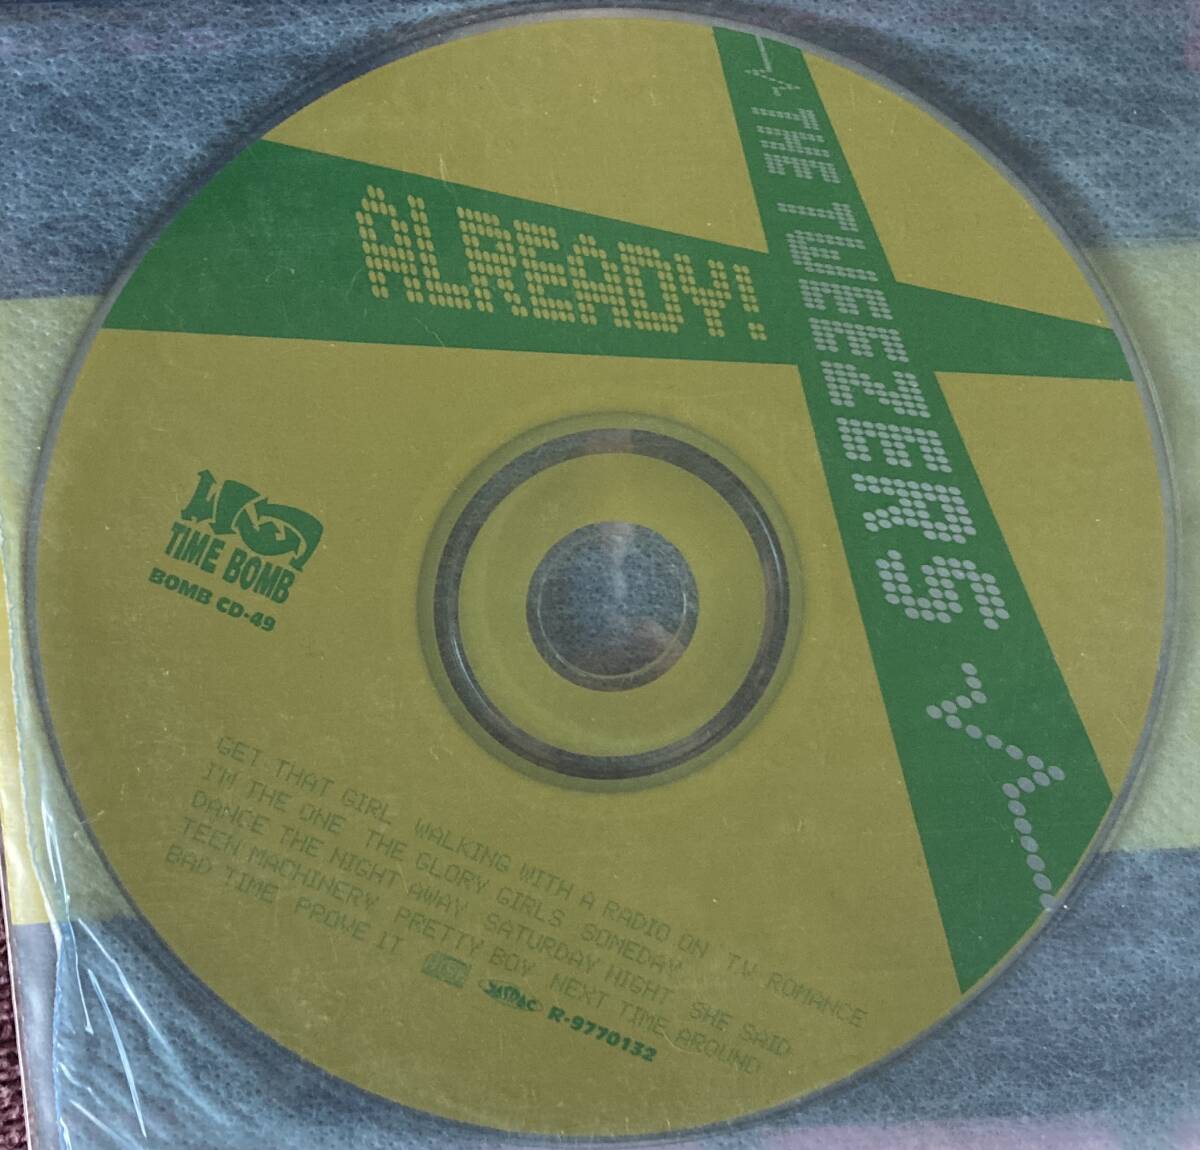 ALREADY!
THE TWEEZERS
TIME BOMB
BOMB CD-49
GET THAT GIRL WALKING WITH A RADIO ON TV ROMANCE
I'M THE ONE THE GLORY GIRLS SOMEDAY
DANCE THE NIGHT AWAY SATURDAY NIGHT SHE SAID
TEEN MACHINERY PRETTY BOY NEXT TIME AROUND
BAD TIME PROVE IT
JASRAC R-9770132